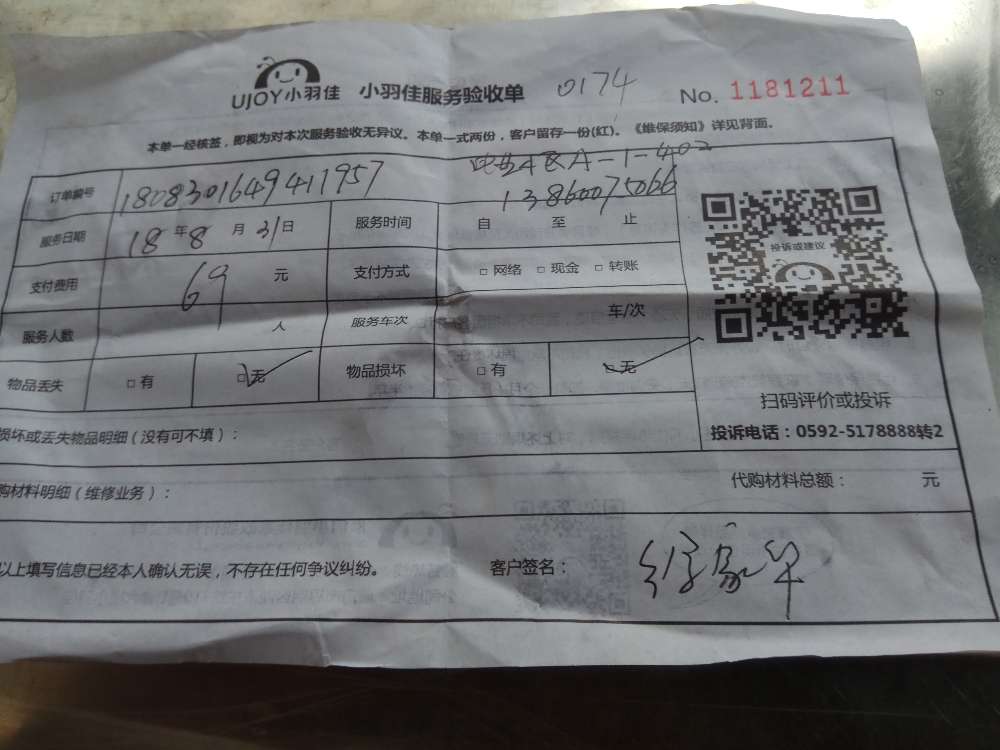 UJOY小羽佳 小羽佳服务验收单 0174 No. 1181211
本单一经核签，即视为对本次服务验收无异议。本单一式两份，客户留存一份(红)。《维保须知》详见背面。
订单编号 1808301649411957 A区A-1-402
13860075066
服务日期 18年8月31日 服务时间 自 至 止
支付费用 69 元 支付方式 □网络 □现金 □转账
服务人数 人 服务车次 车/次
物品丢失 □有 □无 物品损坏 □有 □无
投诉或建议
扫码评价或投诉
投诉电话：0592-5178888转2
损坏或丢失物品明细（没有可不填）：
购材料明细（维修业务）： 代购材料总额： 元
以上填写信息已经本人确认无误，不存在任何争议纠纷。 客户签名：